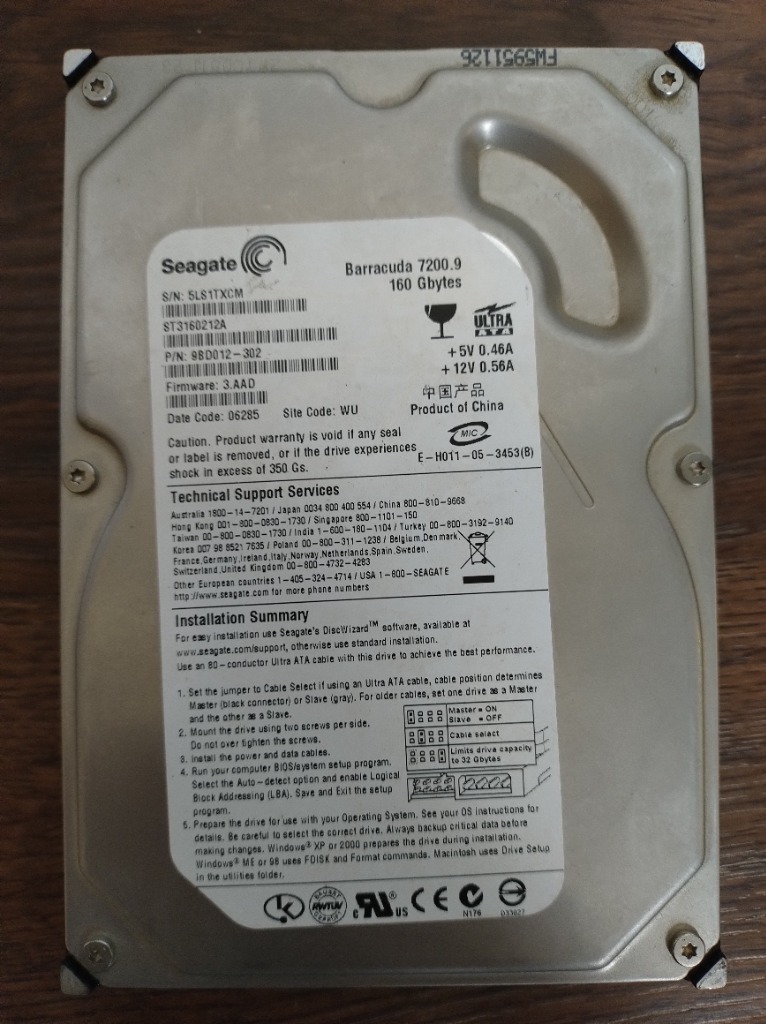 FW5951126
Seagate
Barracuda 7200.9
160 Gbytes
S/N: 5LS1TXCM
ST3160212A
P/N: 9BD012-302
Firmware: 3.AAD
Date Code: 06285 Site Code: WU
ULTRA
ATA
+5V 0.46A
+12V 0.56A
中国产品
Product of China
MIC
E-H011-05-3453(B)
Caution. Product warranty is void if any seal
or label is removed, or if the drive experiences
shock in excess of 350 Gs.
Technical Support Services
Australia 1800-14-7201 / Japan 0034 800 400 554 / China 800-810-9668
Hong Kong 001-800-0830-1730 / Singapore 800-1101-150
Taiwan 00-800-0830-1730 / India 1-600-180-1104 / Turkey 00-800-3192-9140
Korea 007 98 8521 7635 / Poland 00-800-311-1238 / Belgium,Denmark,
France,Germany,Ireland,Italy,Norway,Netherlands,Spain,Sweden,
Switzerland,United Kingdom 00-800-4732-4283
Other European countries 1-405-324-4714 / USA 1-800-SEAGATE
http://www.seagate.com for more phone numbers
Installation Summary
For easy installation use Seagate's DiscWizard™ software, available at
www.seagate.com/support, otherwise use standard installation.
Use an 80-conductor Ultra ATA cable with this drive to achieve the best performance.
1. Set the jumper to Cable Select if using an Ultra ATA cable, cable position determines
Master (black connector) or Slave (gray). For older cables, set one drive as a Master
and the other as a Slave.
2. Mount the drive using two screws per side.
Do not over tighten the screws.
3. Install the power and data cables.
4. Run your computer BIOS/system setup program.
Select the Auto-detect option and enable Logical
Block Addressing (LBA). Save and Exit the setup
program.
Master = ON
Slave = OFF
Cable select
Limits drive capacity
to 32 Gbytes
5. Prepare the drive for use with your Operating System. See your OS instructions for
details. Be careful to select the correct drive. Always backup critical data before
making changes. Windows® XP or 2000 prepares the drive during installation.
Windows® ME or 98 uses FDISK and Format commands. Macintosh uses Drive Setup
in the utilities folder.
RWTÜV
c RU® US
CE
N176
D33027